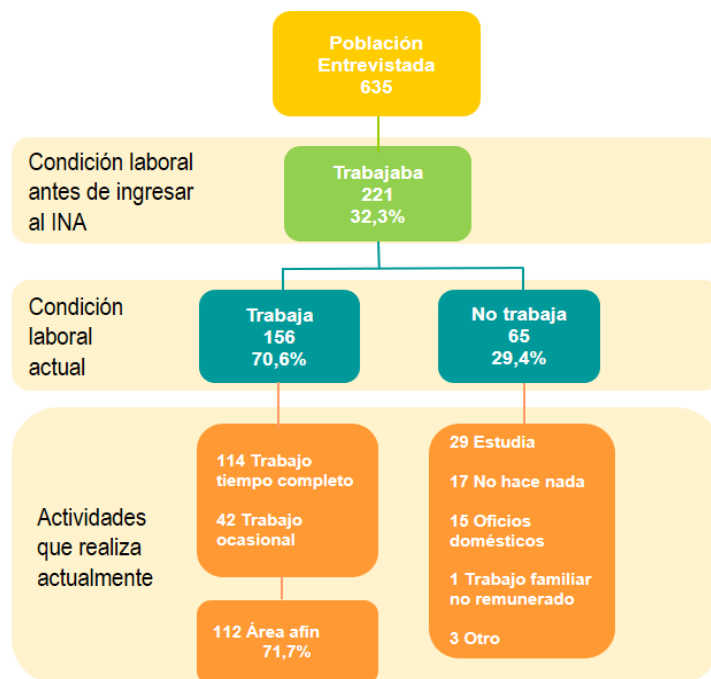 Población
Entrevistada
635
Condición laboral
antes de ingresar
al INA
Trabajaba
221
32,3%
Condición
laboral
actual
Trabaja
156
70,6%
No trabaja
65
29,4%
Actividades
que realiza
actualmente
114 Trabajo
tiempo completo
42 Trabajo
ocasional
112 Área afín
71,7%
29 Estudia
17 No hace nada
15 Oficios
domésticos
1 Trabajo familiar
no remunerado
3 Otro